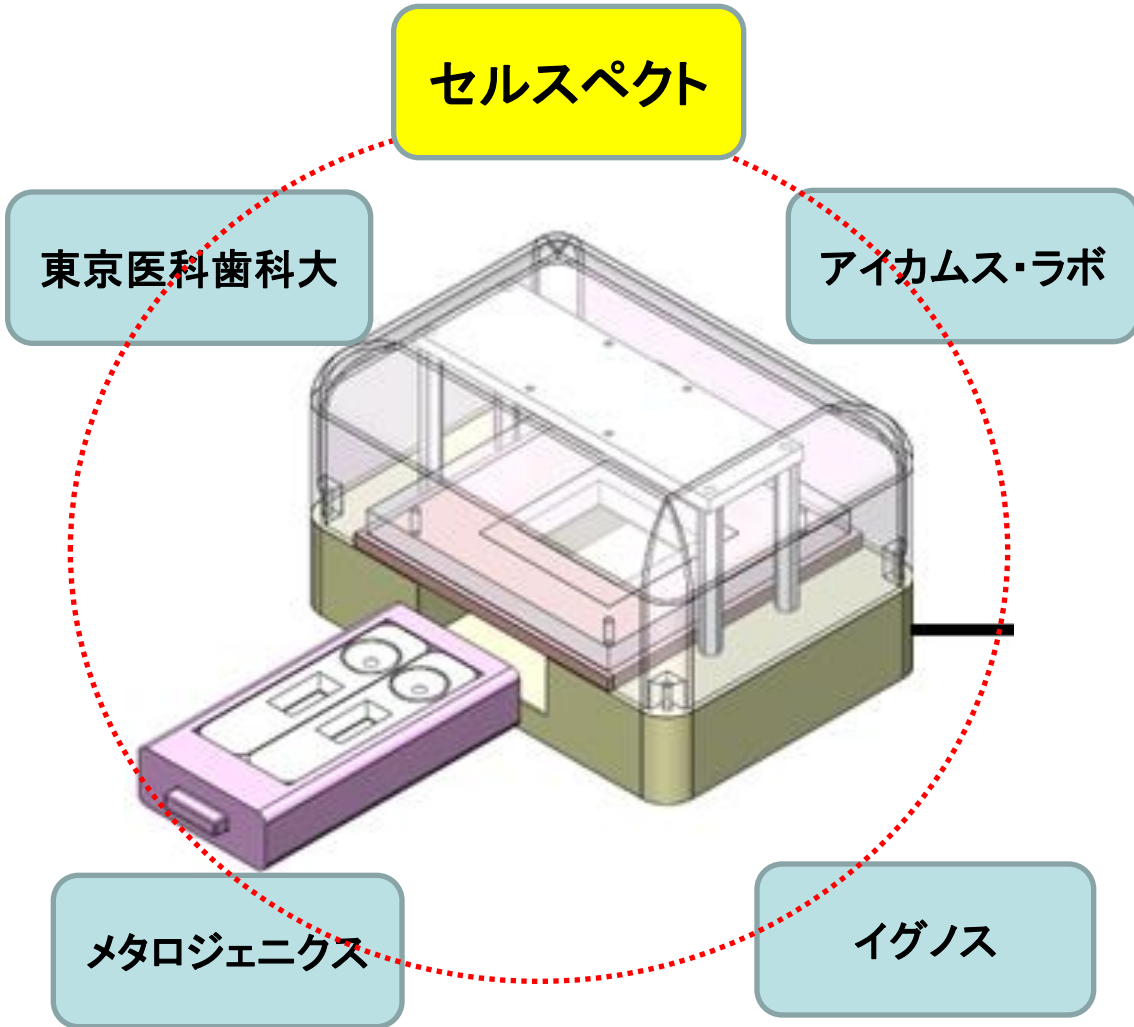 セルスペクト
東京医科歯科大
アイカムス・ラボ
メタロジェニクス
イグノス